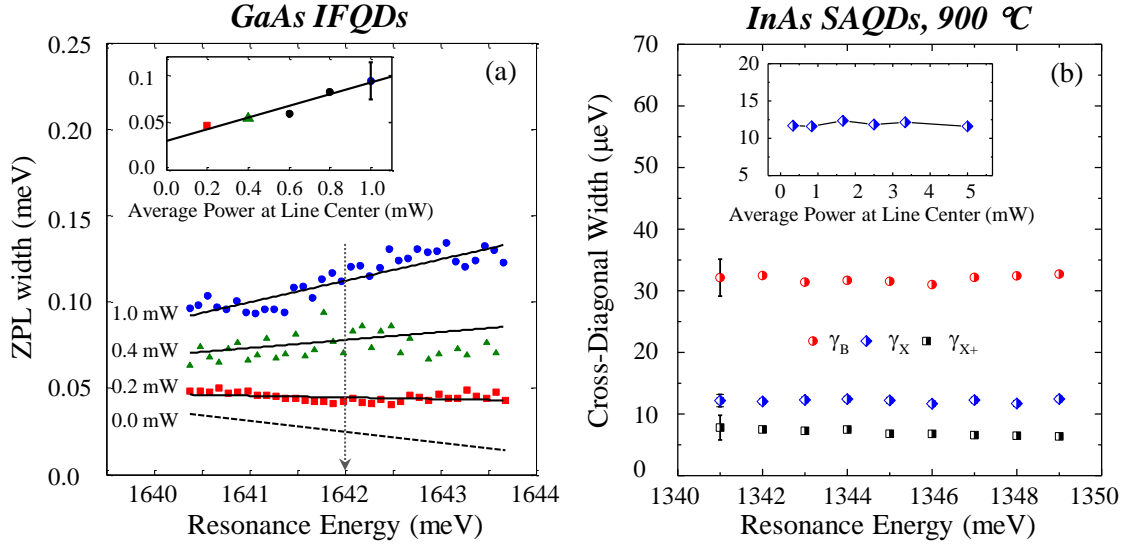 GaAs IFQDs
InAs SAQDs, 900 ℃
(a)
ZPL width (meV)
0.25
0.20
0.15
0.10
0.05
0.0
0.1
0.05
0.0
0.0 0.2 0.4 0.6 0.8 1.0
Average Power at Line Center (mW)
1.0 mW
0.4 mW
0.2 mW
0.0 mW
1640 1641 1642 1643 1644
Resonance Energy (meV)
(b)
Cross-Diagonal Width (μeV)
70
60
50
40
30
20
10
0
20
15
10
5
0 1 2 3 4 5
Average Power at Line Center (mW)
γB γX γX+
1340 1342 1344 1346 1348 1350
Resonance Energy (meV)